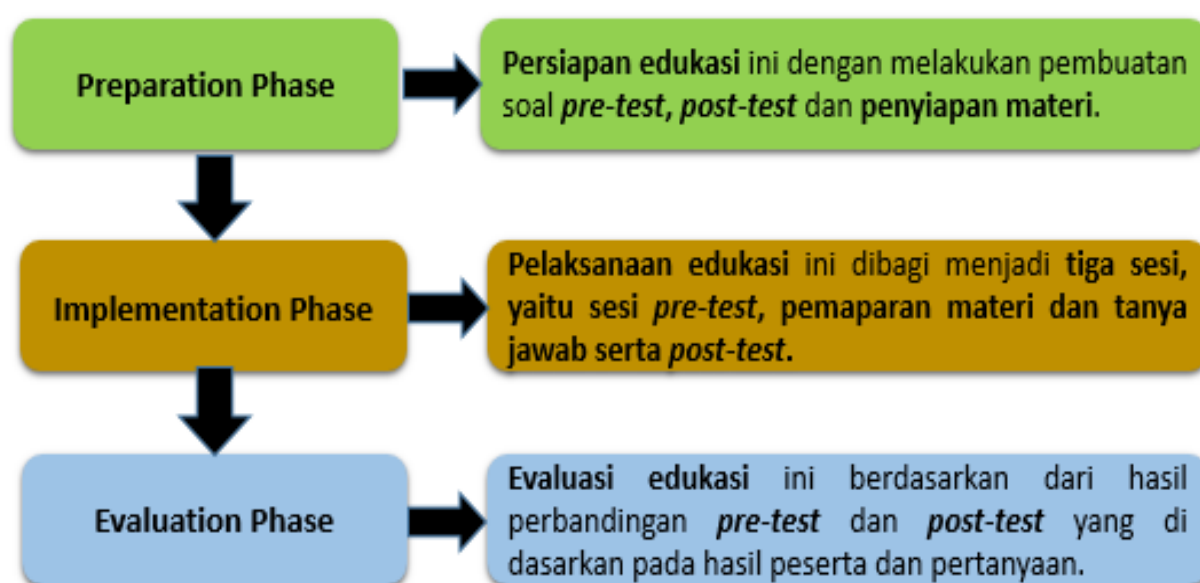 Preparation Phase
Persiapan edukasi ini dengan melakukan pembuatan
soal pre-test, post-test dan penyiapan materi.
Implementation Phase
Pelaksanaan edukasi ini dibagi menjadi tiga sesi,
yaitu sesi pre-test, pemaparan materi dan tanya
jawab serta post-test.
Evaluation Phase
Evaluasi edukasi ini berdasarkan dari hasil
perbandingan pre-test dan post-test yang di
dasarkan pada hasil peserta dan pertanyaan.